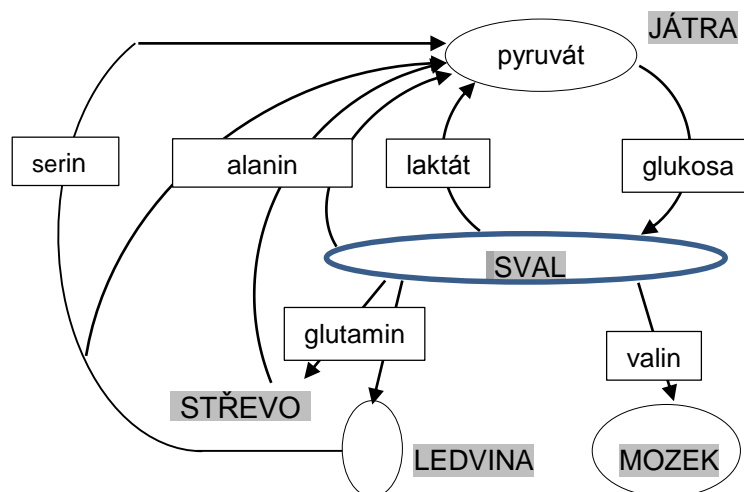 JÁTRA
pyruvát
serin
alanin
laktát
glukosa
SVAL
glutamin
valin
STŘEVO
LEDVINA
MOZEK